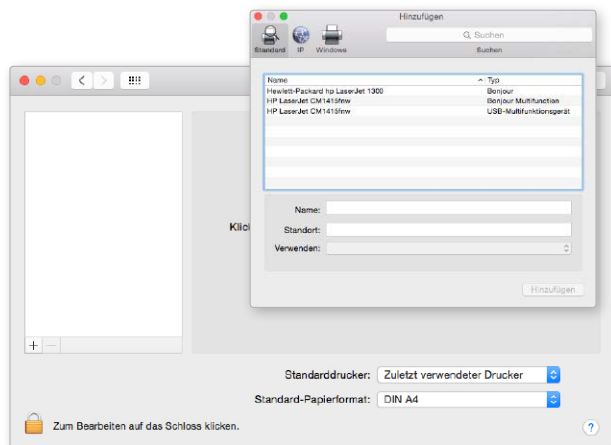 Hinzufügen
Standard IP Windows
Suchen
Suchen
Name Typ
Hewlett-Packard hp LaserJet 1300 Bonjour
HP LaserJet CM1415fnw Bonjour Multifunction
HP LaserJet CM1415fnw USB-Multifunktionsgerät
Name:
Klic
Standort:
Verwenden:
Hinzufügen
Standarddrucker: Zuletzt verwendeter Drucker
Standard-Papierformat: DIN A4
Zum Bearbeiten auf das Schloss klicken.
?